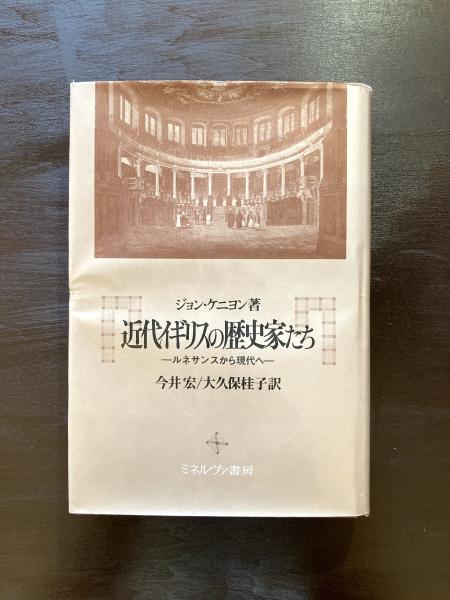 ジョン・ケニヨン著
近代イギリスの歴史家たち
―ルネサンスから現代へ―
今井宏/大久保桂子訳
ミネルヴァ書房